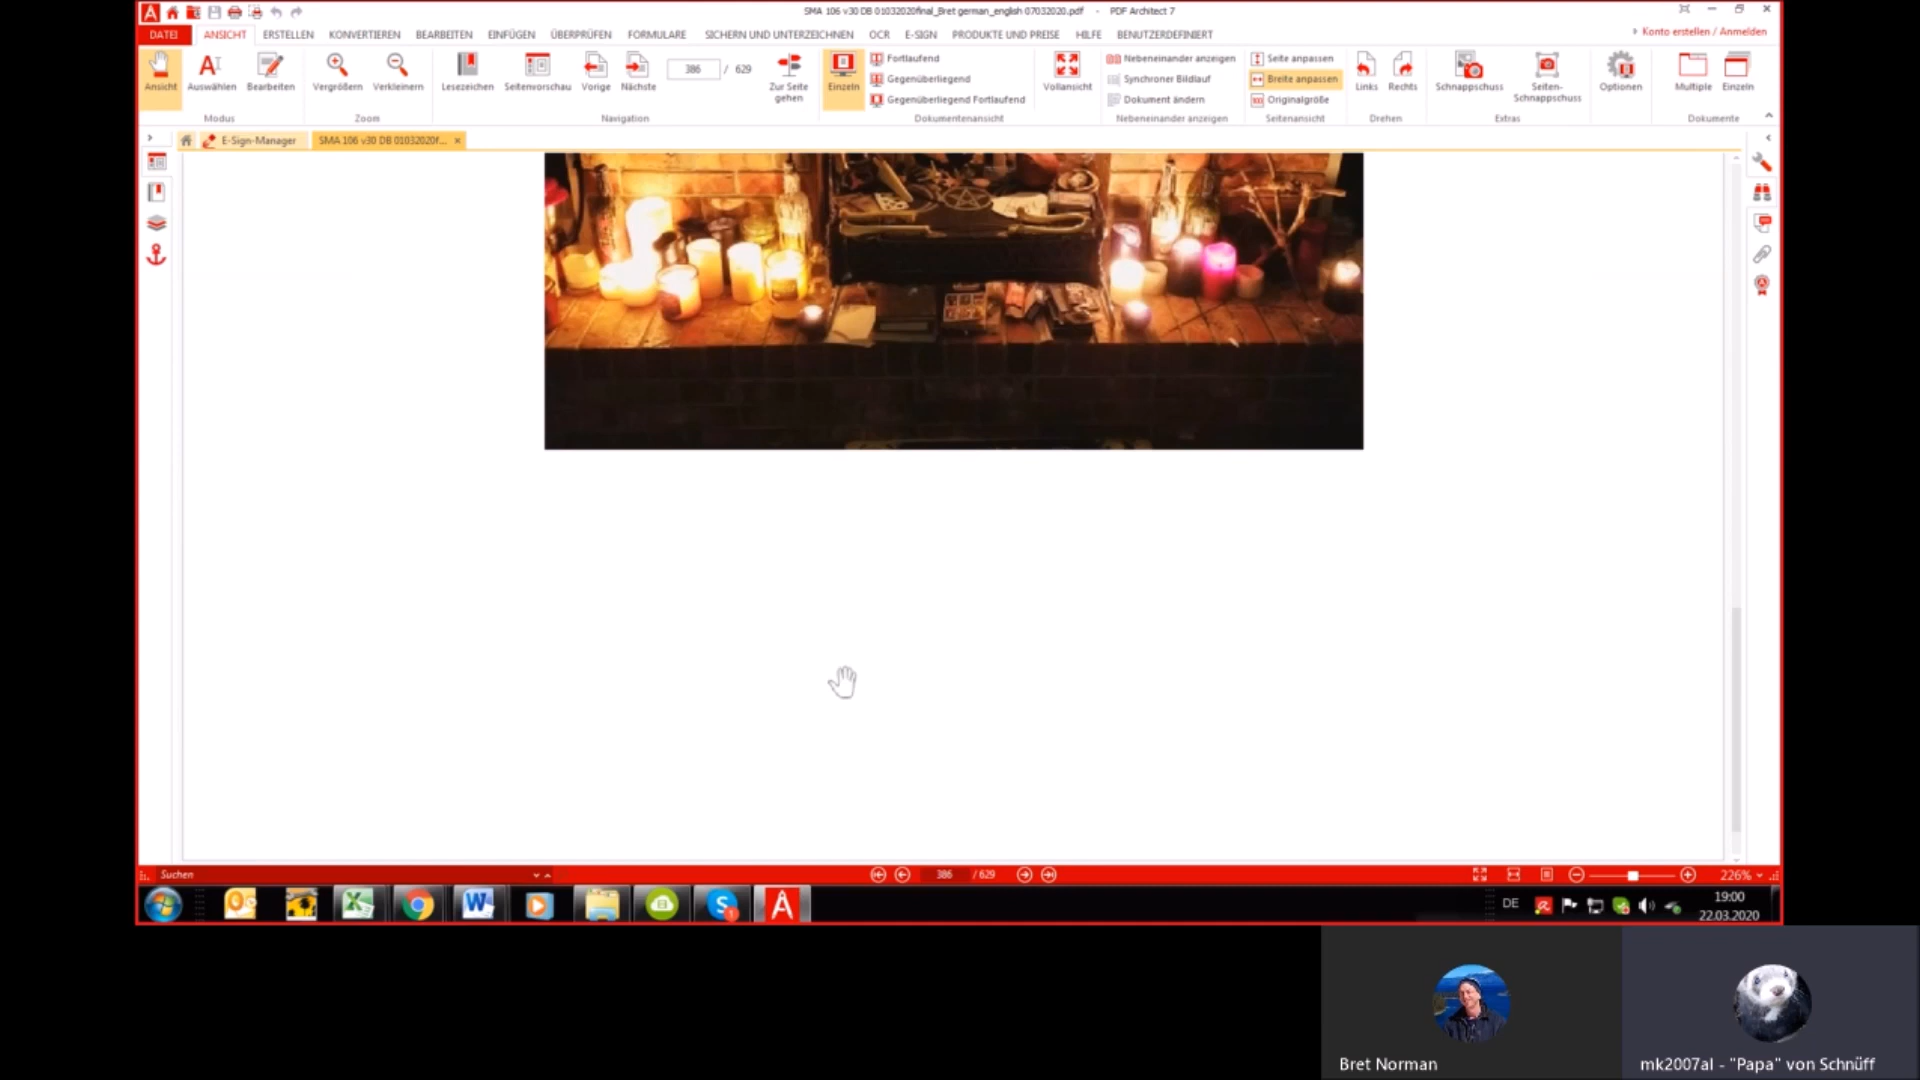 SMA 106 v30 DB 01032020final_Bret german_english 07032020.pdf - PDF Architect 7
DATEI ANSICHT ERSTELLEN KONVERTIEREN BEARBEITEN EINFÜGEN ÜBERPRÜFEN FORMULARE SICHERN UND UNTERZEICHNEN OCR E-SIGN PRODUKTE UND PREISE HILFE BENUTZERDEFINIERT Konto erstellen / Anmelden
Ansicht Auswählen Bearbeiten
Modus
Vergrößern Verkleinern
Zoom
Lesezeichen Seitenvorschau Vorige Nächste 386 / 629 Zur Seite gehen
Navigation
Einzeln
Fortlaufend
Gegenüberliegend
Gegenüberliegend Fortlaufend
Dokumentenansicht
Vollansicht
Nebeneinander anzeigen
Synchroner Bildlauf
Dokument ändern
Nebeneinander anzeigen
Seite anpassen
Breite anpassen
Originalgröße
Seitenansicht
Links Rechts
Drehen
Schnappschuss Seiten-Schnappschuss
Extras
Optionen
Multiple Einzeln
Dokumente
E-Sign-Manager SMA 106 v30 DB 01032020f...
Suchen 386 / 629 226%
DE 19:00
22.03.2020
Bret Norman mk2007al - "Papa" von Schnüff